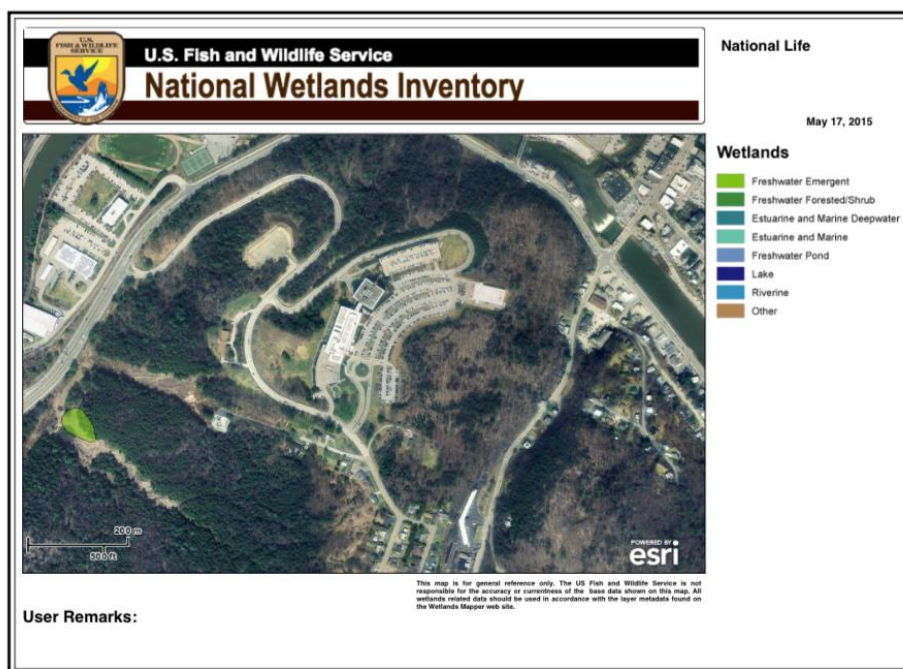 U.S.
FISH & WILDLIFE
SERVICE
U.S. Fish and Wildlife Service
National Wetlands Inventory
National Life
May 17, 2015
Wetlands
Freshwater Emergent
Freshwater Forested/Shrub
Estuarine and Marine Deepwater
Estuarine and Marine
Freshwater Pond
Lake
Riverine
Other
200 m
500 ft
POWERED BY
esri
This map is for general reference only. The US Fish and Wildlife Service is not
responsible for the accuracy or currentness of the base data shown on this map. All
wetlands related data should be used in accordance with the layer metadata found on
the Wetlands Mapper web site.
User Remarks: